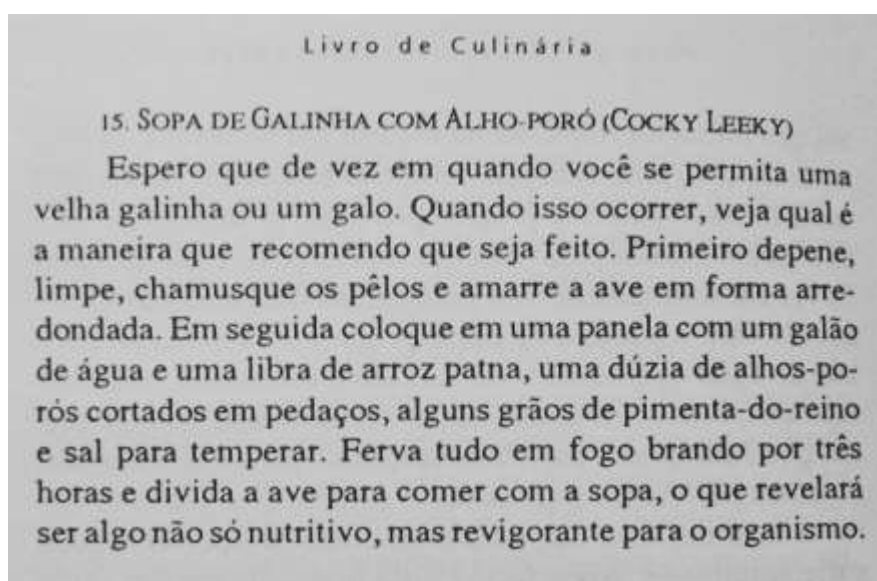 Livro de Culinária
15. SOPA DE GALINHA COM ALHO-PORÓ (COCKY LEEKY)
Espero que de vez em quando você se permita uma
velha galinha ou um galo. Quando isso ocorrer, veja qual é
a maneira que recomendo que seja feito. Primeiro depene,
limpe, chamusque os pêlos e amarre a ave em forma arre-
dondada. Em seguida coloque em uma panela com um galão
de água e uma libra de arroz patna, uma dúzia de alhos-po-
rós cortados em pedaços, alguns grãos de pimenta-do-reino
e sal para temperar. Ferva tudo em fogo brando por três
horas e divida a ave para comer com a sopa, o que revelará
ser algo não só nutritivo, mas revigorante para o organismo.